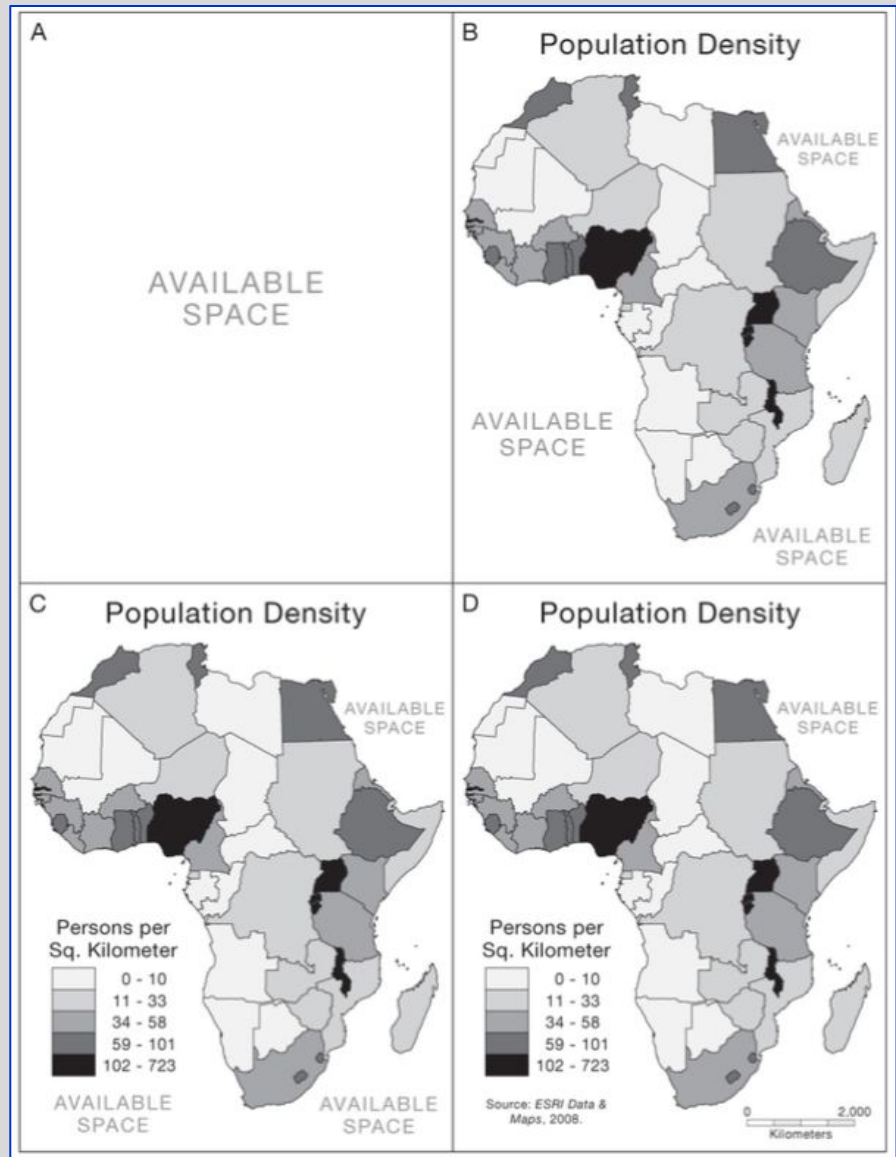 A
AVAILABLE
SPACE
B
Population Density
AVAILABLE
SPACE
AVAILABLE
SPACE
AVAILABLE
SPACE
C
Population Density
AVAILABLE
SPACE
Persons per
Sq. Kilometer
0 - 10
11 - 33
34 - 58
59 - 101
102 - 723
AVAILABLE
SPACE
AVAILABLE
SPACE
D
Population Density
AVAILABLE
SPACE
Persons per
Sq. Kilometer
0 - 10
11 - 33
34 - 58
59 - 101
102 - 723
Source: ESRI Data &
Maps, 2008.
0 2,000
Kilometers